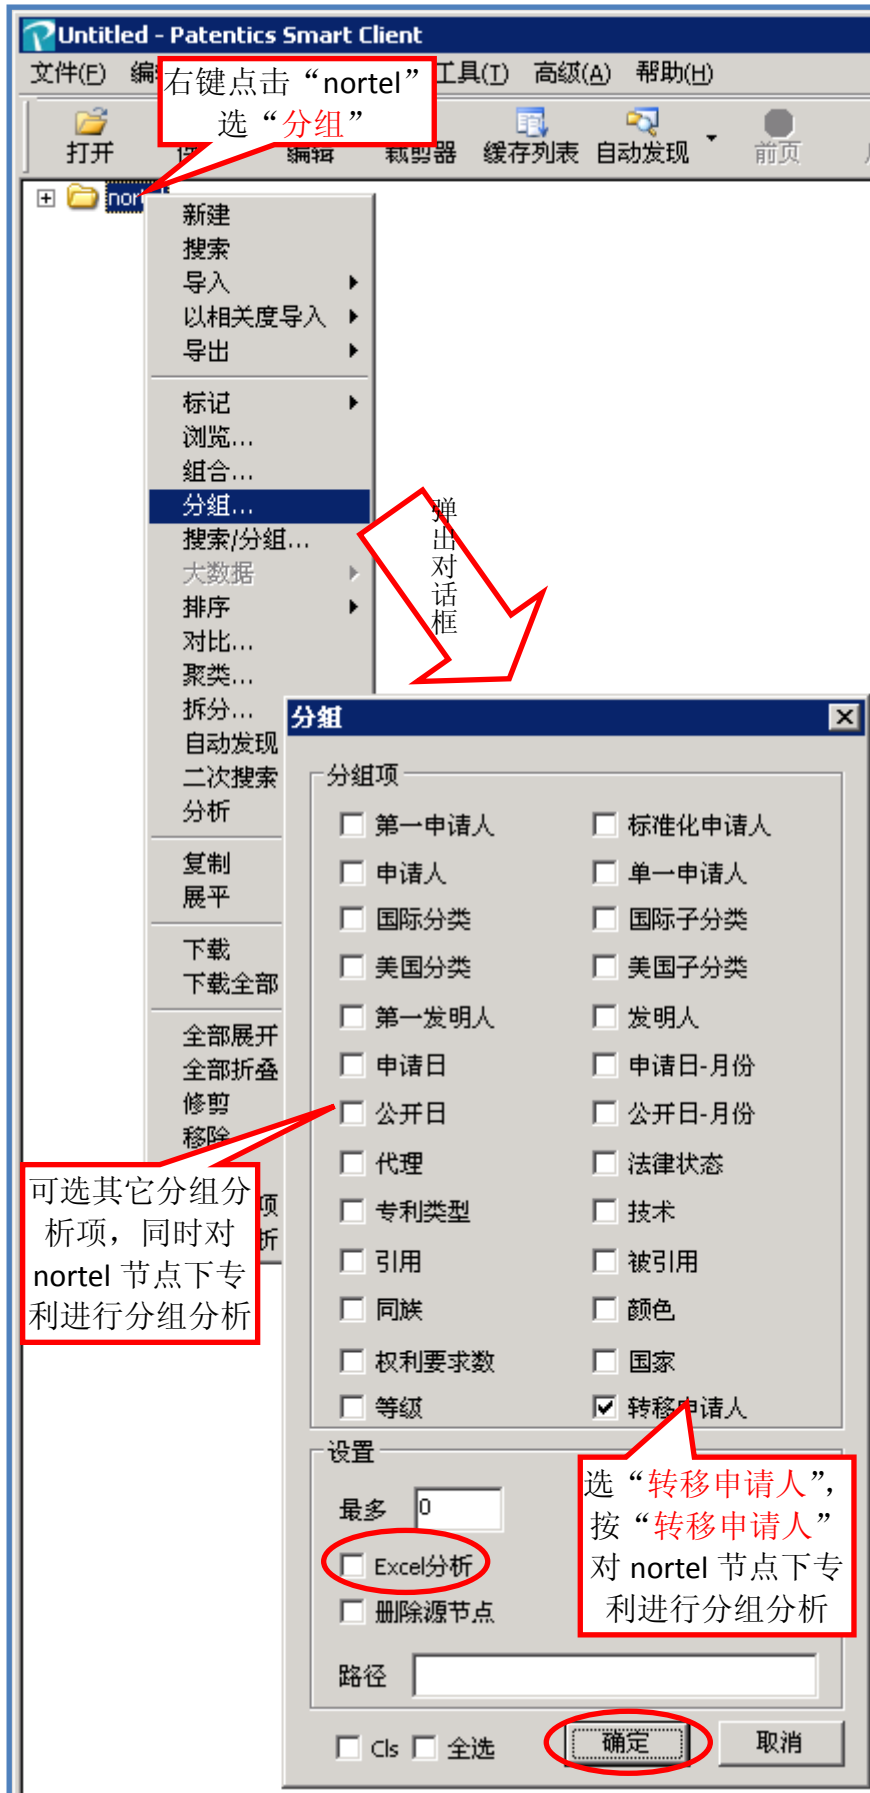 Untitled - Patentics Smart Client
文件(F) 编 工具(T) 高级(A) 帮助(H)
右键点击“nortel”
选“分组”
打开 编辑 裁剪器 缓存列表 自动发现 前页
nort
新建
搜索
导入
以相关度导入
导出
标记
浏览...
组合...
分组...
搜索/分组...
大数据
排序
对比...
聚类...
拆分...
自动发现
二次搜索
分析
复制
展平
下载
下载全部
全部展开
全部折叠
修剪
移除
项
析
弹出对话框
可选其它分组分
析项，同时对
nortel 节点下专
利进行分组分析
分组
分组项
第一申请人 标准化申请人
申请人 单一申请人
国际分类 国际子分类
美国分类 美国子分类
第一发明人 发明人
申请日 申请日-月份
公开日 公开日-月份
代理 法律状态
专利类型 技术
引用 被引用
同族 颜色
权利要求数 国家
等级 转移申请人
设置
最多 0
Excel分析
删除源节点
路径
选“转移申请人”，
按“转移申请人”
对 nortel 节点下专
利进行分组分析
Cls 全选 确定 取消